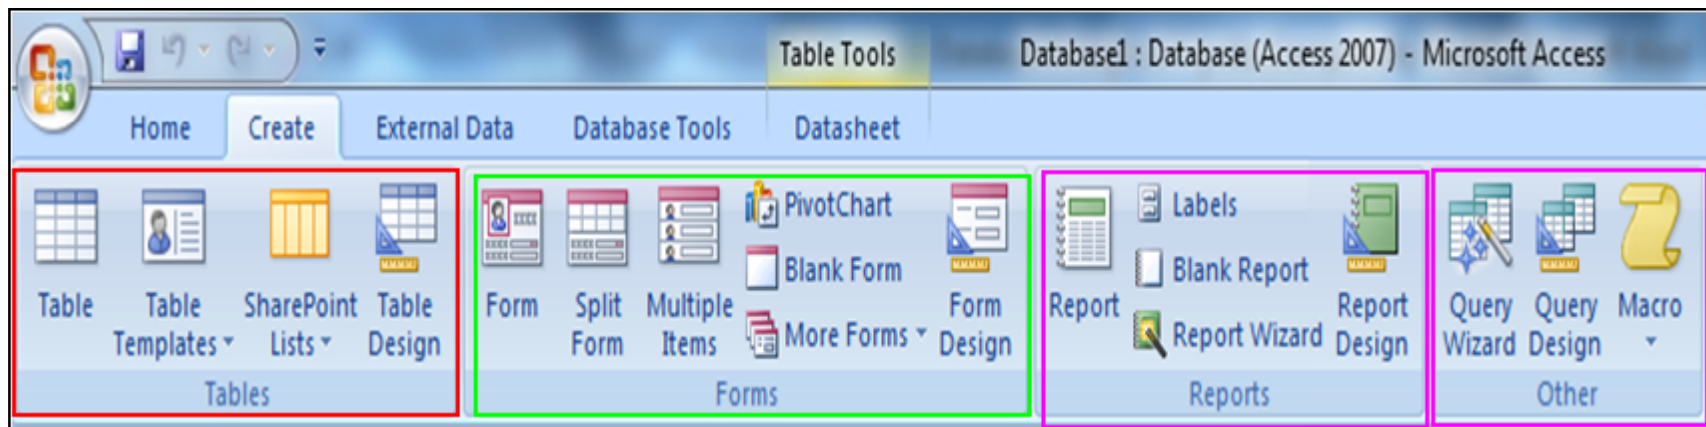 Table Tools
Database1 : Database (Access 2007) - Microsoft Access
Home Create External Data Database Tools Datasheet
Table
Table Templates
SharePoint Lists
Table Design
Tables
Form
Split Form
Multiple Items
PivotChart
Blank Form
More Forms
Form Design
Forms
Report
Labels
Blank Report
Report Wizard
Report Design
Reports
Query Wizard
Query Design
Macro
Other